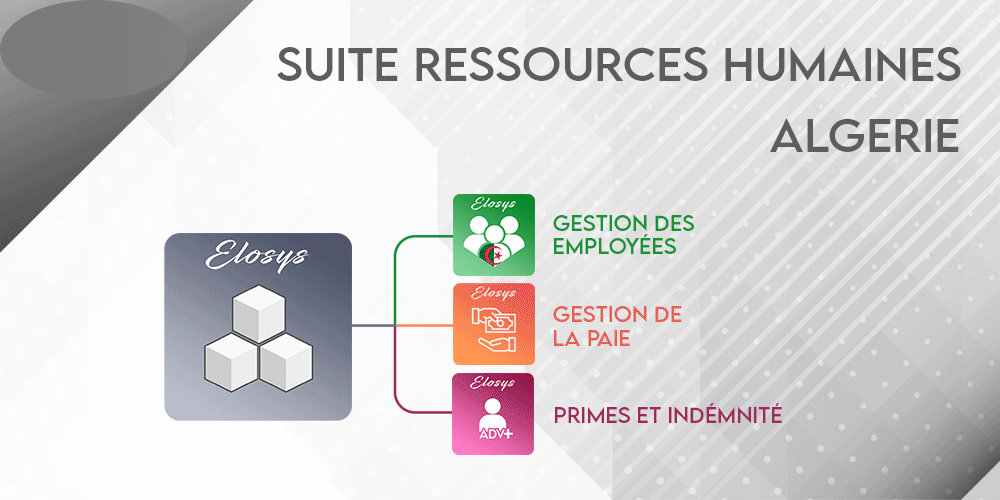 SUITE RESSOURCES HUMAINES
ALGERIE
Elosys
Elosys
GESTION DES
EMPLOYÉES
Elosys
GESTION DE
LA PAIE
Elosys
ADV+
PRIMES ET INDÉMNITÉ